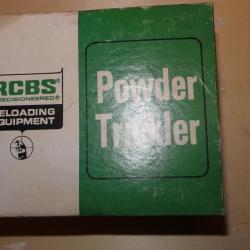 RCBS®
PRECISIONEERED®
RELOADING
EQUIPMENT
Powder
Trickler